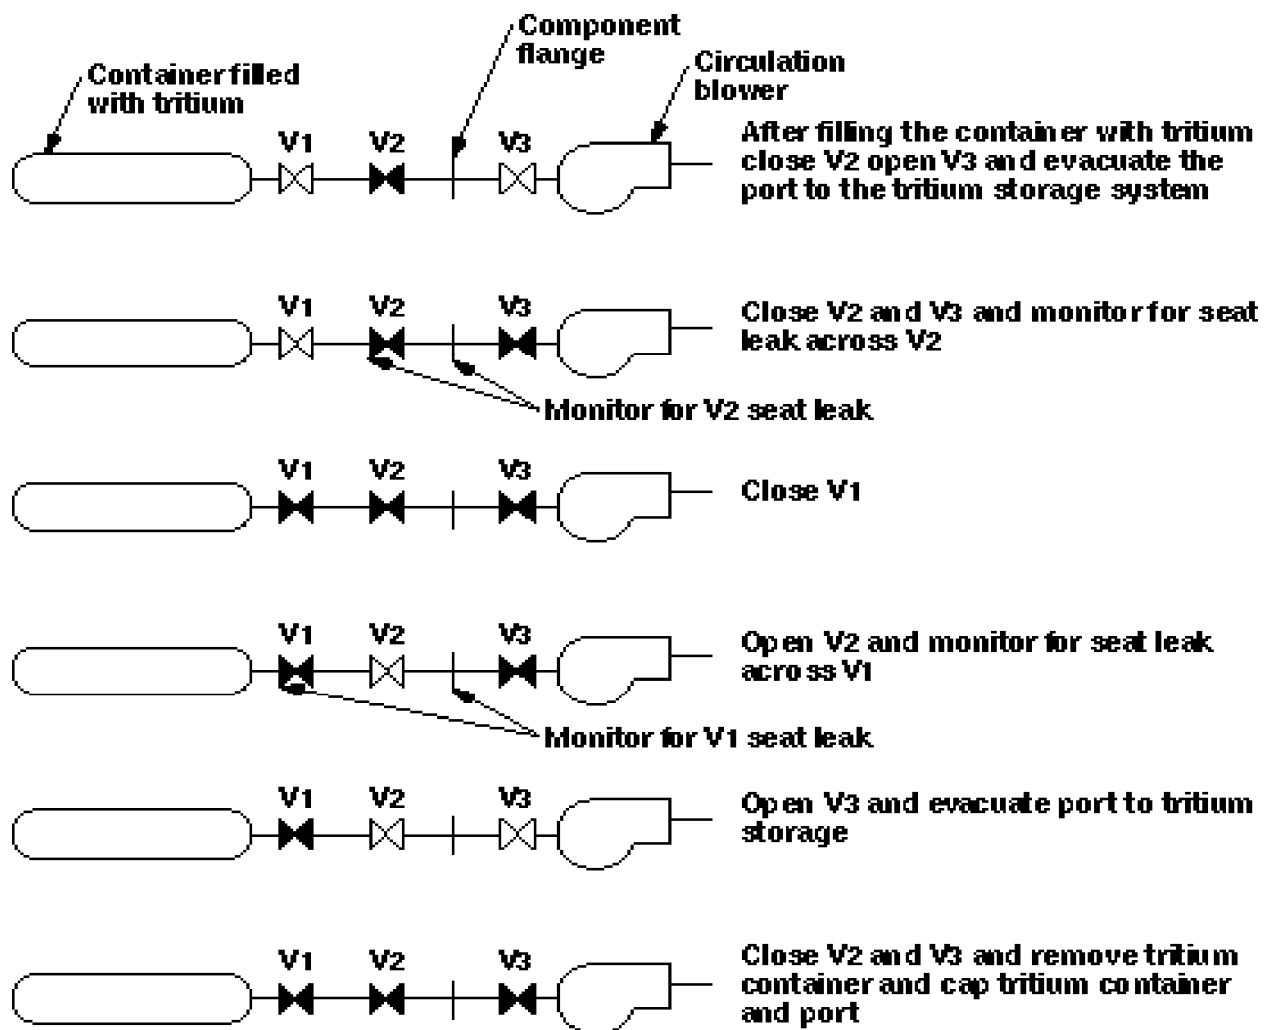 Component
flange
Container filled
with tritium
Circulation
blower
V1 V2 V3
After filling the container with tritium
close V2 open V3 and evacuate the
port to the tritium storage system
V1 V2 V3
Close V2 and V3 and monitor for seat
leak across V2
Monitor for V2 seat leak
V1 V2 V3
Close V1
V1 V2 V3
Open V2 and monitor for seat leak
across V1
Monitor for V1 seat leak
V1 V2 V3
Open V3 and evacuate port to tritium
storage
V1 V2 V3
Close V2 and V3 and remove tritium
container and cap tritium container
and port